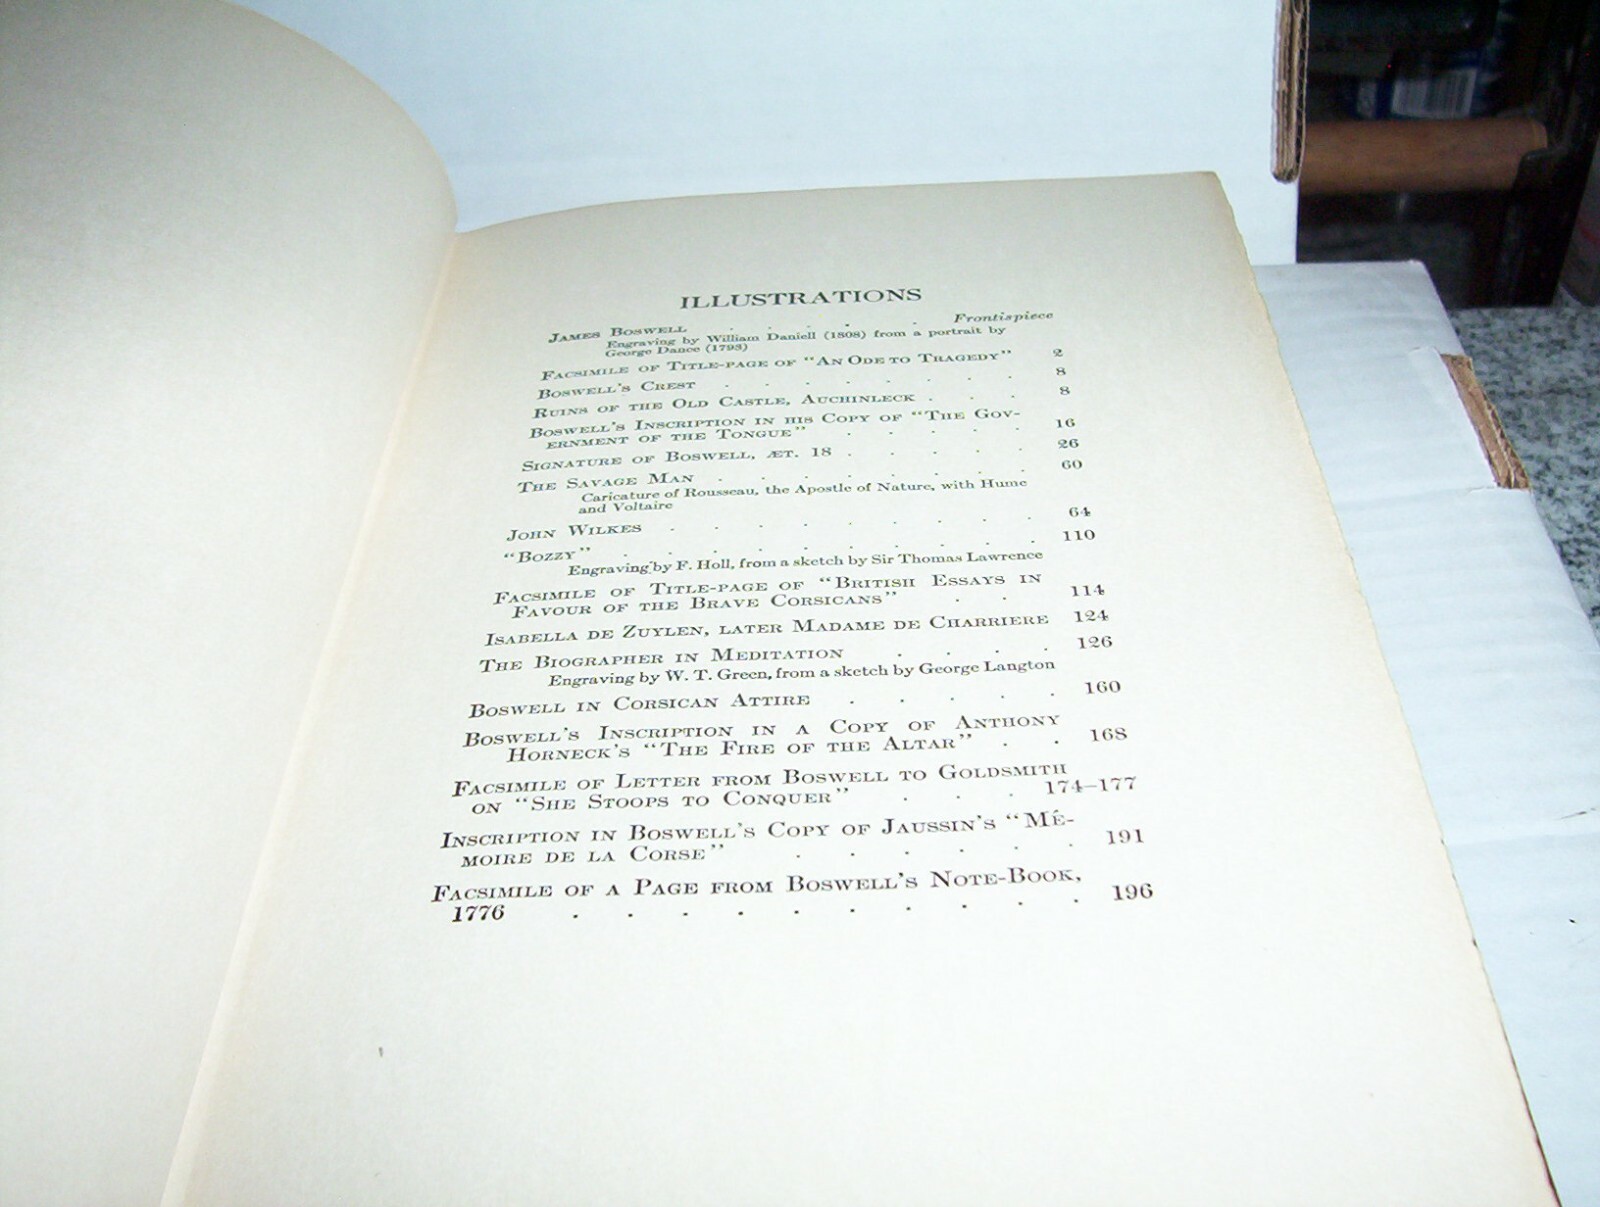 ILLUSTRATIONS
JAMES BOSWELL . . . . . Frontispiece
Engraving by William Daniell (1808) from a portrait by
George Dance (1793)
FACSIMILE OF TITLE-PAGE OF "AN ODE TO TRAGEDY" 2
BOSWELL'S CREST . . . . . . . . 8
RUINS OF THE OLD CASTLE, AUCHINLECK . . . 8
BOSWELL'S INSCRIPTION IN HIS COPY OF "THE GOV-
ERNMENT OF THE TONGUE" . . . . . 16
SIGNATURE OF BOSWELL, ÆT. 18 . . . . . 26
THE SAVAGE MAN . . . . . . . . 60
Caricature of Rousseau, the Apostle of Nature, with Hume
and Voltaire
JOHN WILKES . . . . . . . . . 64
"BOZZY" . . . . . . . . . 110
Engraving by F. Holl, from a sketch by Sir Thomas Lawrence
FACSIMILE OF TITLE-PAGE OF "BRITISH ESSAYS IN
FAVOUR OF THE BRAVE CORSICANS" . . 114
ISABELLA DE ZUYLEN, LATER MADAME DE CHARRIERE 124
THE BIOGRAPHER IN MEDITATION . . . . 126
Engraving by W. T. Green, from a sketch by George Langton
BOSWELL IN CORSICAN ATTIRE . . . . . 160
BOSWELL'S INSCRIPTION IN A COPY OF ANTHONY
HORNECK'S "THE FIRE OF THE ALTAR" . . 168
FACSIMILE OF LETTER FROM BOSWELL TO GOLDSMITH
ON "SHE STOOPS TO CONQUER" . . . 174–177
INSCRIPTION IN BOSWELL'S COPY OF JAUSSIN'S "MÉ-
MOIRE DE LA CORSE" . . . . . . 191
FACSIMILE OF A PAGE FROM BOSWELL'S NOTE-BOOK,
1776 . . . . . . . . . . 196